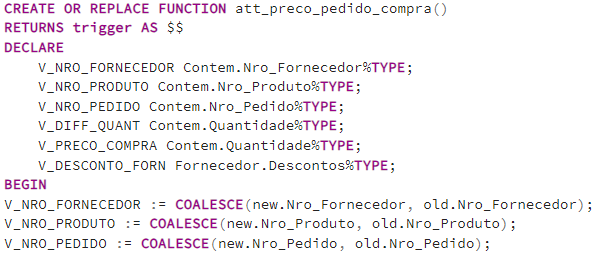 CREATE OR REPLACE FUNCTION att_preco_pedido_compra()
RETURNS trigger AS $$
DECLARE
    V_NRO_FORNECEDOR Contem.Nro_Fornecedor%TYPE;
    V_NRO_PRODUTO Contem.Nro_Produto%TYPE;
    V_NRO_PEDIDO Contem.Nro_Pedido%TYPE;
    V_DIFF_QUANT Contem.Quantidade%TYPE;
    V_PRECO_COMPRA Contem.Quantidade%TYPE;
    V_DESCONTO_FORN Fornecedor.Descontos%TYPE;
BEGIN
V_NRO_FORNECEDOR := COALESCE(new.Nro_Fornecedor, old.Nro_Fornecedor);
V_NRO_PRODUTO := COALESCE(new.Nro_Produto, old.Nro_Produto);
V_NRO_PEDIDO := COALESCE(new.Nro_Pedido, old.Nro_Pedido);